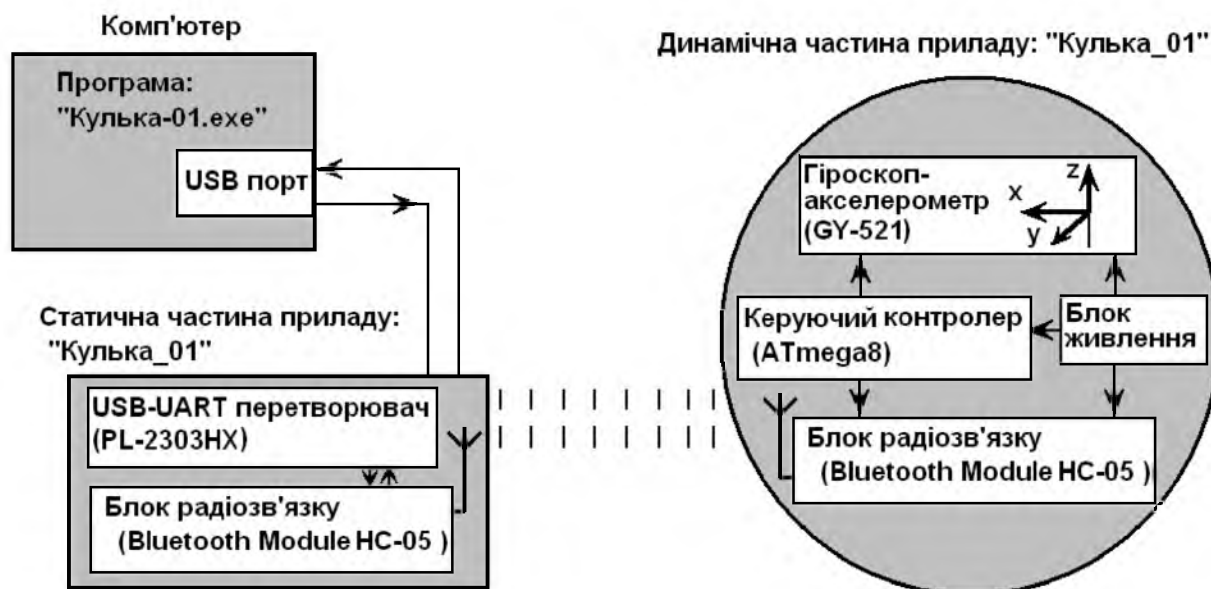 Комп'ютер
Програма:
"Кулька-01.exe"
USB порт
Статична частина приладу:
"Кулька_01"
USB-UART перетворювач
(PL-2303HX)
Блок радіозв'язку
(Bluetooth Module HC-05 )
Динамічна частина приладу: "Кулька_01"
Гіроскоп-
акселерометр
(GY-521)
z
x
y
Керуючий контролер
(ATmega8)
Блок
живлення
Блок радіозв'язку
(Bluetooth Module HC-05 )